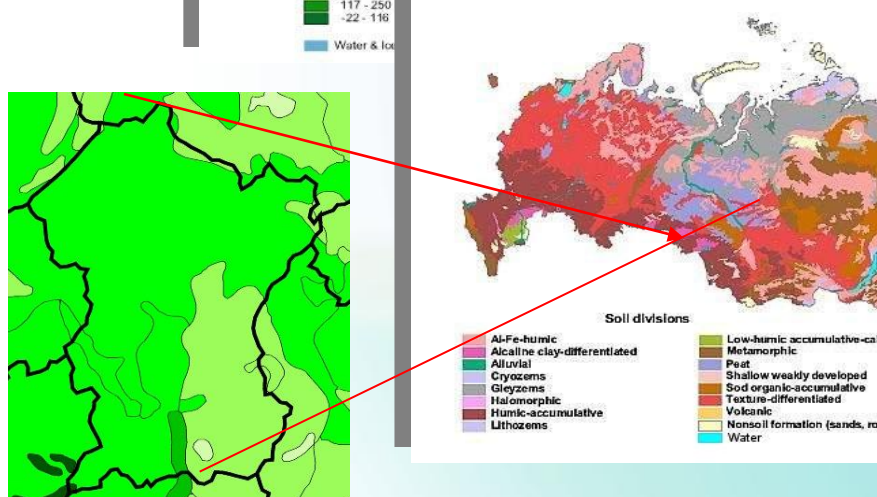 117 - 250
-22 - 116
Water &
Soil divisions
Al-Fe-humic
Alcaline clay-differentiated
Alluvial
Cryozems
Gleyzems
Halomorphic
Humic-accumulative
Lithozems
Low-humic accumulative-cal
Metamorphic
Peat
Shallow weakly developed
Sod organic-accumulative
Texture-differentiated
Volcanic
Nonsoil formation (sands, ro
Water